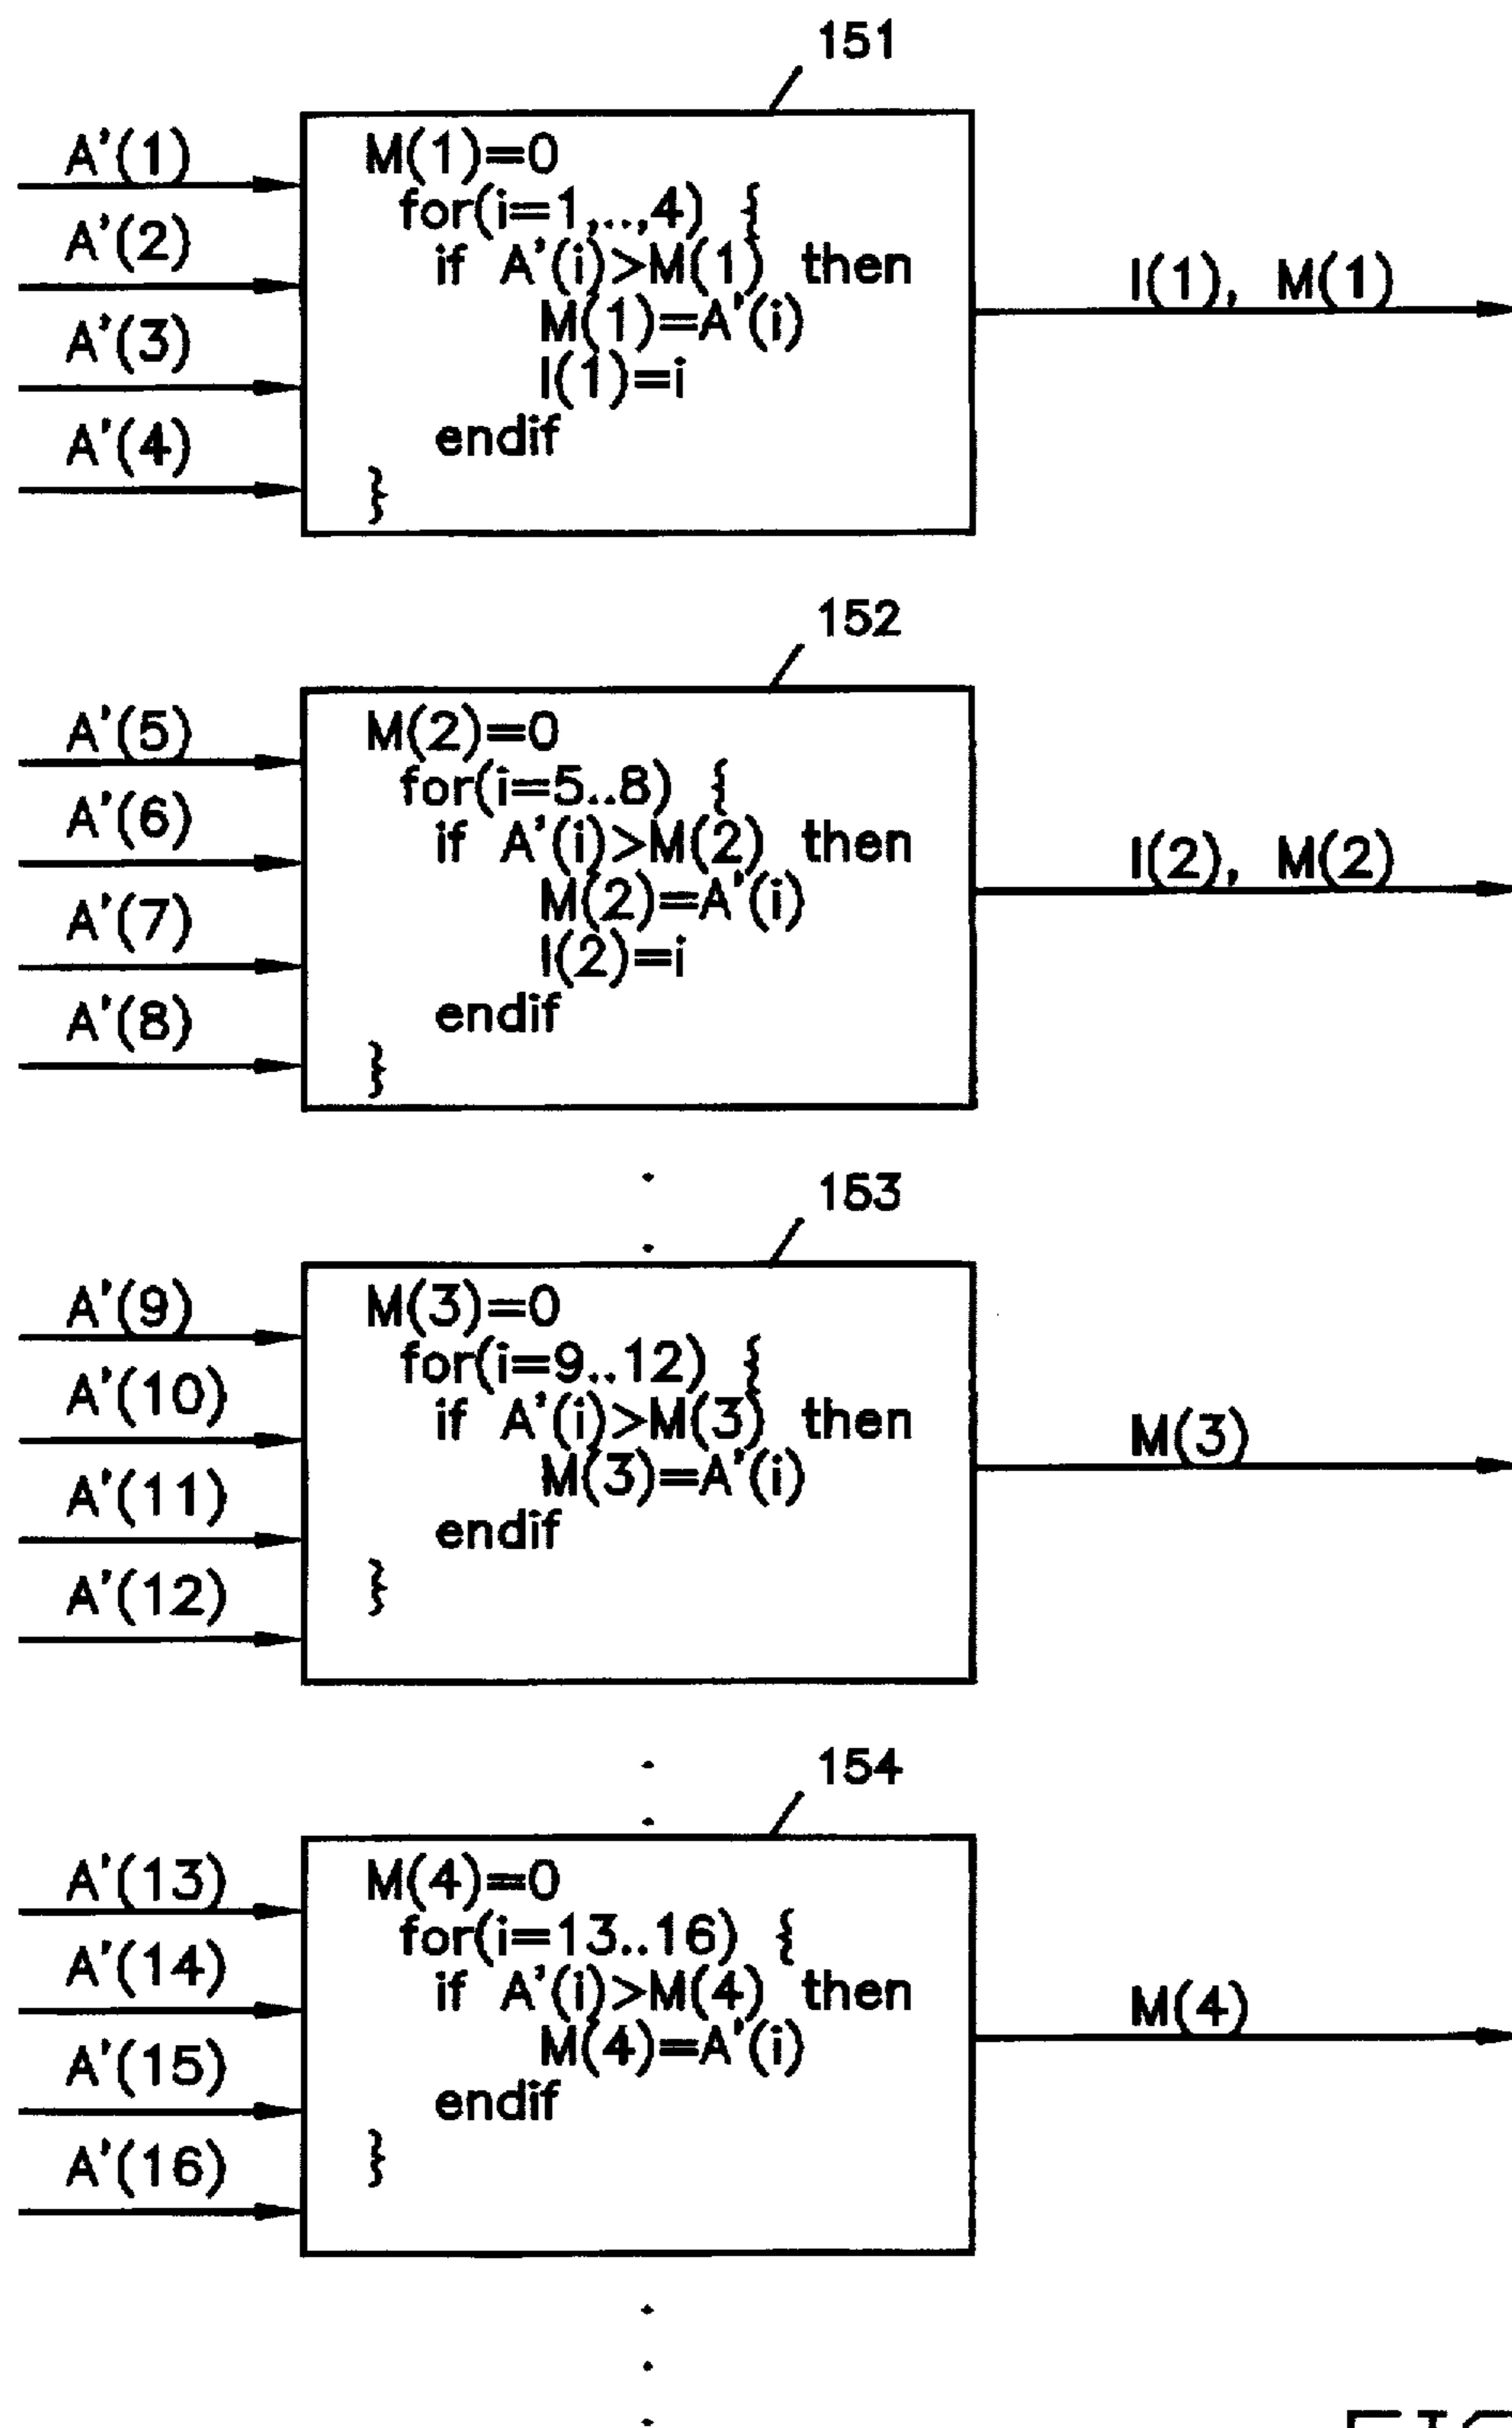 151
A'(1)
A'(2)
A'(3)
A'(4)
M(1)=0
for(i=1,..,4) {
if A'(i)>M(1) then
M(1)=A'(i)
I(1)=i
endif
}
I(1), M(1)
152
A'(5)
A'(6)
A'(7)
A'(8)
M(2)=0
for(i=5..8) {
if A'(i)>M(2) then
M(2)=A'(i)
I(2)=i
endif
}
I(2), M(2)
153
A'(9)
A'(10)
A'(11)
A'(12)
M(3)=0
for(i=9..12) {
if A'(i)>M(3) then
M(3)=A'(i)
endif
}
M(3)
154
A'(13)
A'(14)
A'(15)
A'(16)
M(4)=0
for(i=13..16) {
if A'(i)>M(4) then
M(4)=A'(i)
endif
}
M(4)